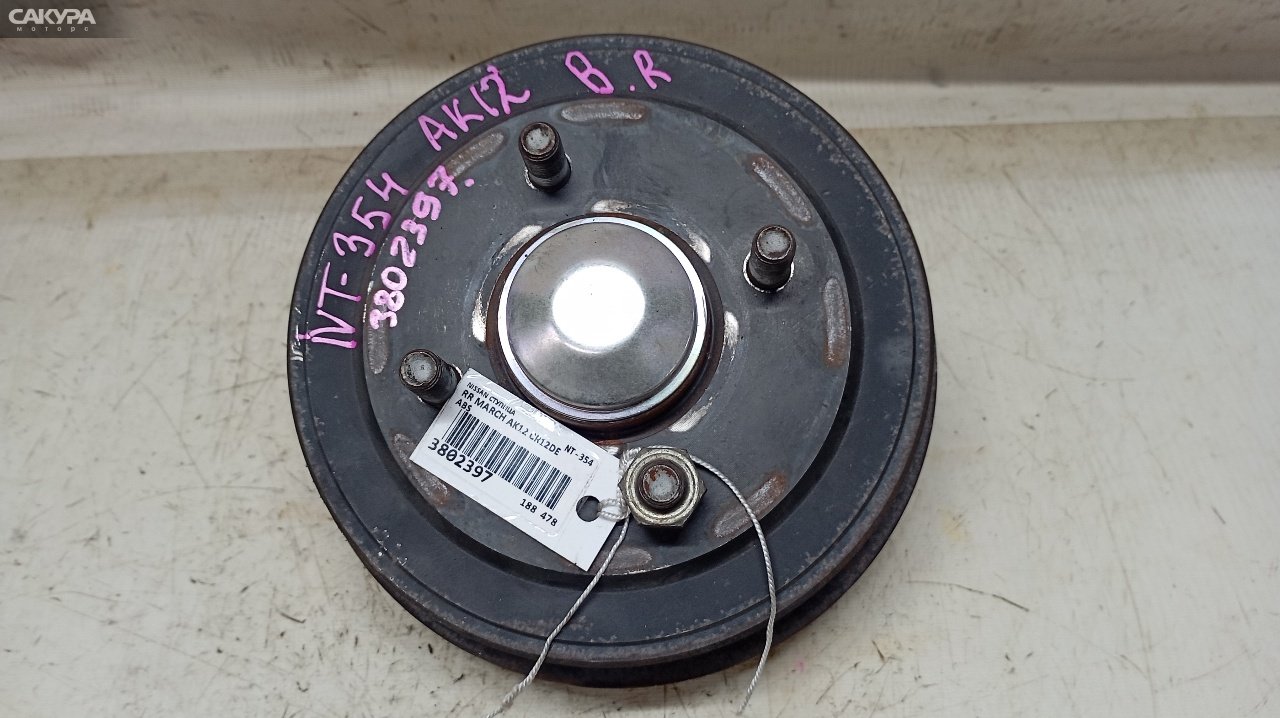 САКУРА
моторс
NT-354 AK12 B.R
3802397.
NISSAN СТУПИЦА
RR MARCH AK12 CR12DE NT-354
ABS
3802397
188 478